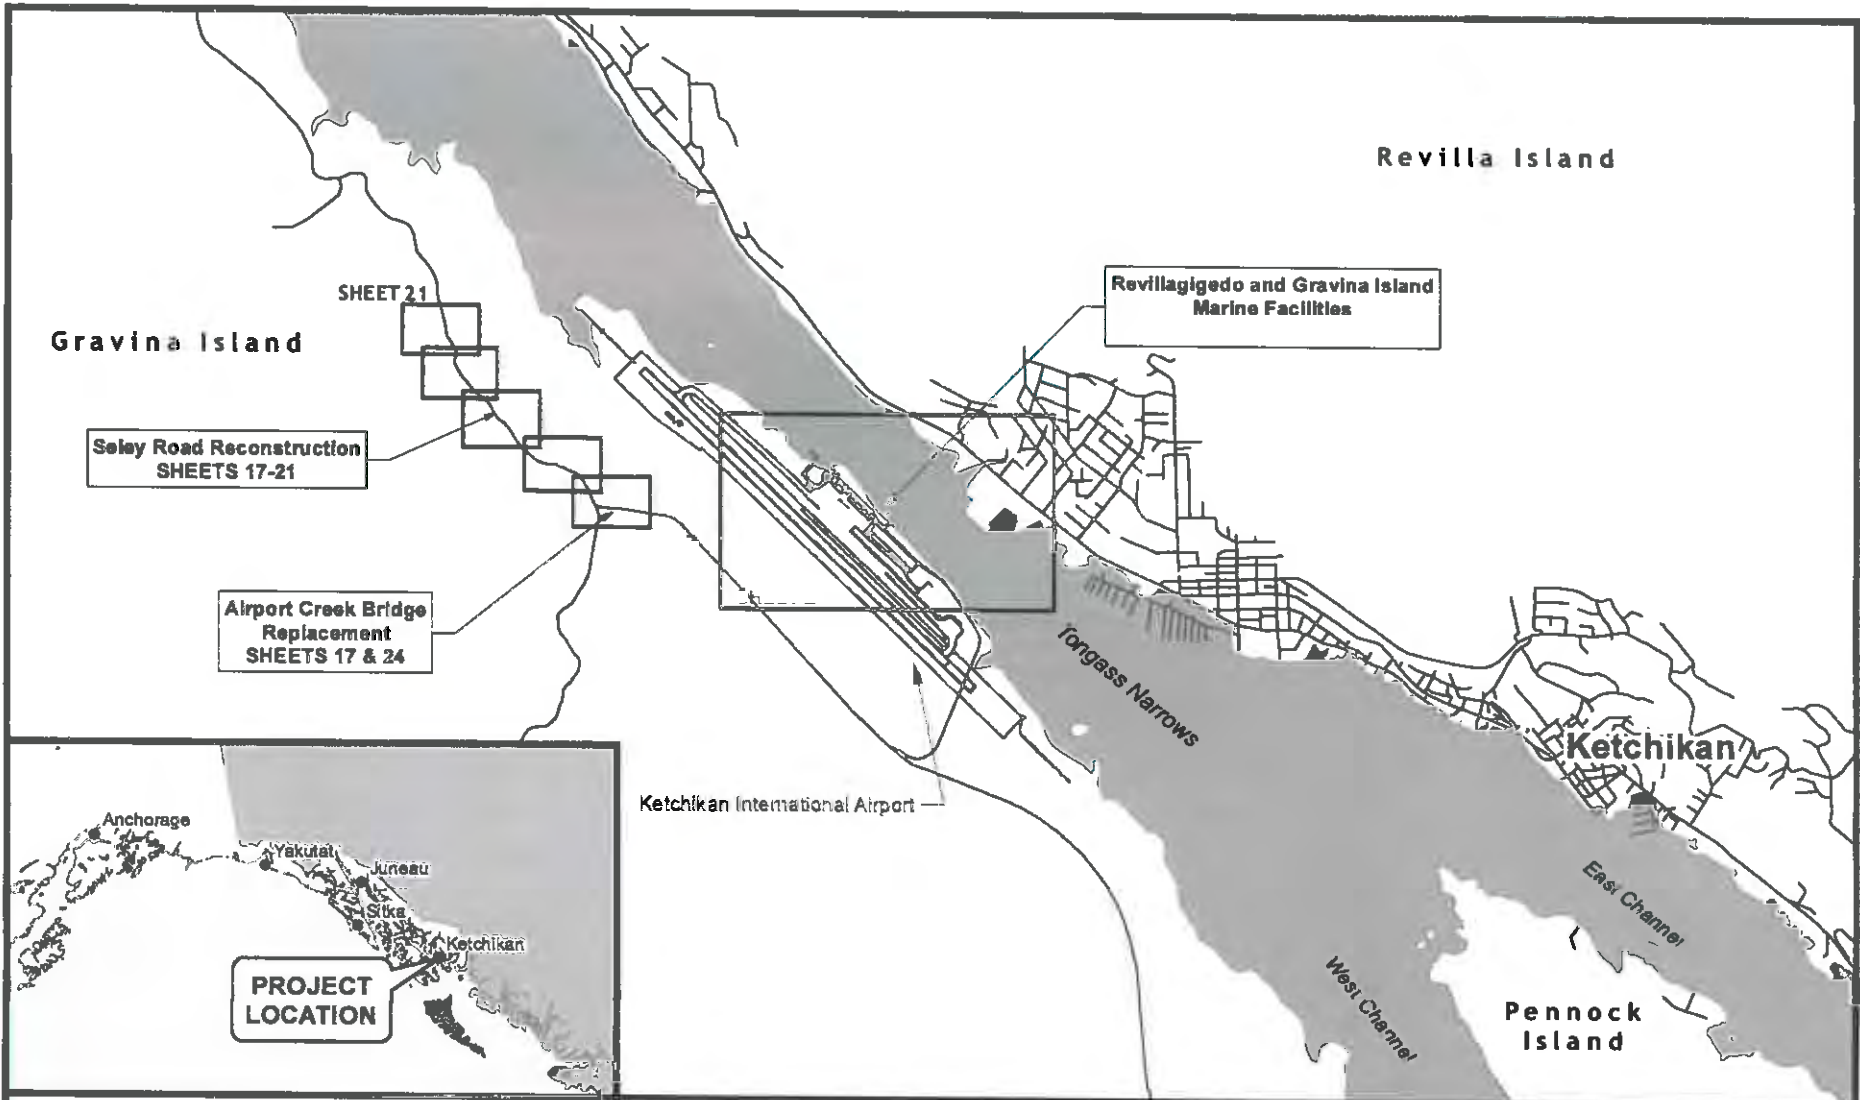 Revilla Island
Revillagigedo and Gravina Island
Marine Facilities
SHEET 21
Gravina Island
Seley Road Reconstruction
SHEETS 17-21
Airport Creek Bridge
Replacement
SHEETS 17 & 24
Tongass Narrows
Ketchikan
Ketchikan International Airport
East Channel
West Channel
Pennock
Island
Anchorage
Yakutat
Juneau
Sitka
Ketchikan
PROJECT
LOCATION